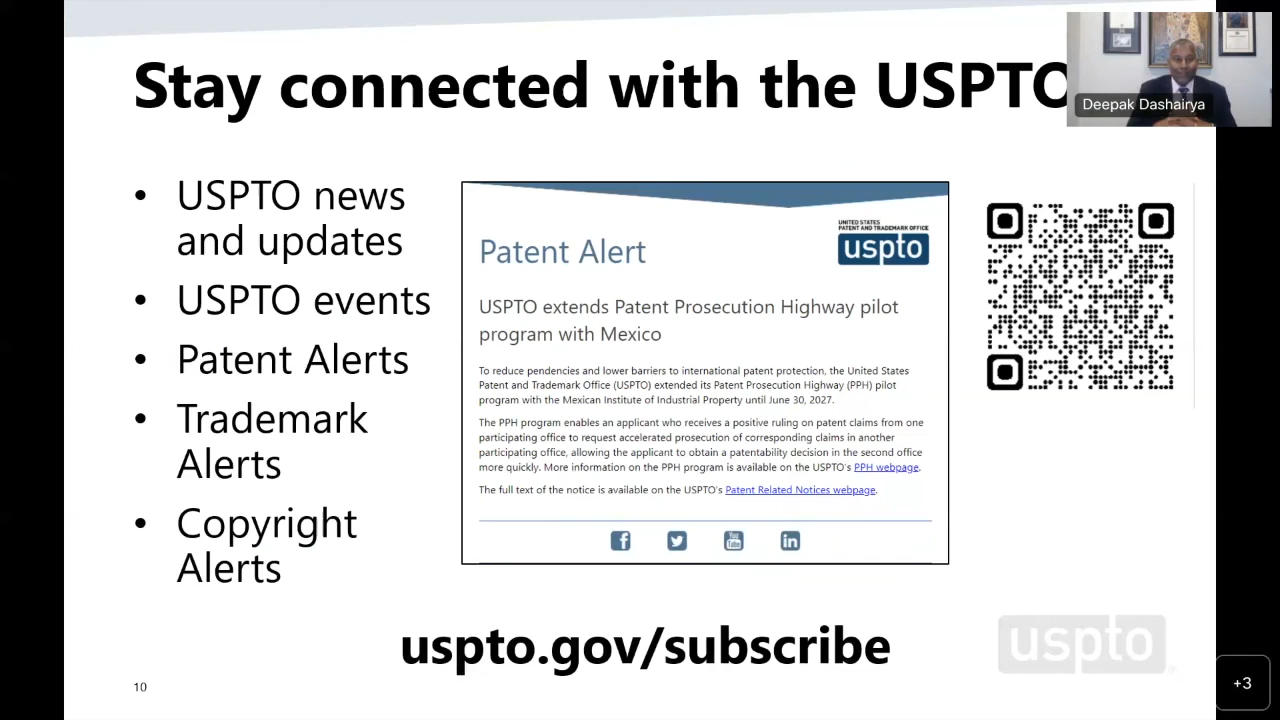 Stay connected with the USPTO
Deepak Dashairya
• USPTO news
and updates
• USPTO events
• Patent Alerts
• Trademark
Alerts
• Copyright
Alerts
UNITED STATES
PATENT AND TRADEMARK OFFICE
uspto
Patent Alert
USPTO extends Patent Prosecution Highway pilot
program with Mexico
To reduce pendencies and lower barriers to international patent protection, the United States
Patent and Trademark Office (USPTO) extended its Patent Prosecution Highway (PPH) pilot
program with the Mexican Institute of Industrial Property until June 30, 2027.
The PPH program enables an applicant who receives a positive ruling on patent claims from one
participating office to request accelerated prosecution of corresponding claims in another
participating office, allowing the applicant to obtain a patentability decision in the second office
more quickly. More information on the PPH program is available on the USPTO's PPH webpage.
The full text of the notice is available on the USPTO's Patent Related Notices webpage.
You Tube
uspto.gov/subscribe
uspto
10
+3